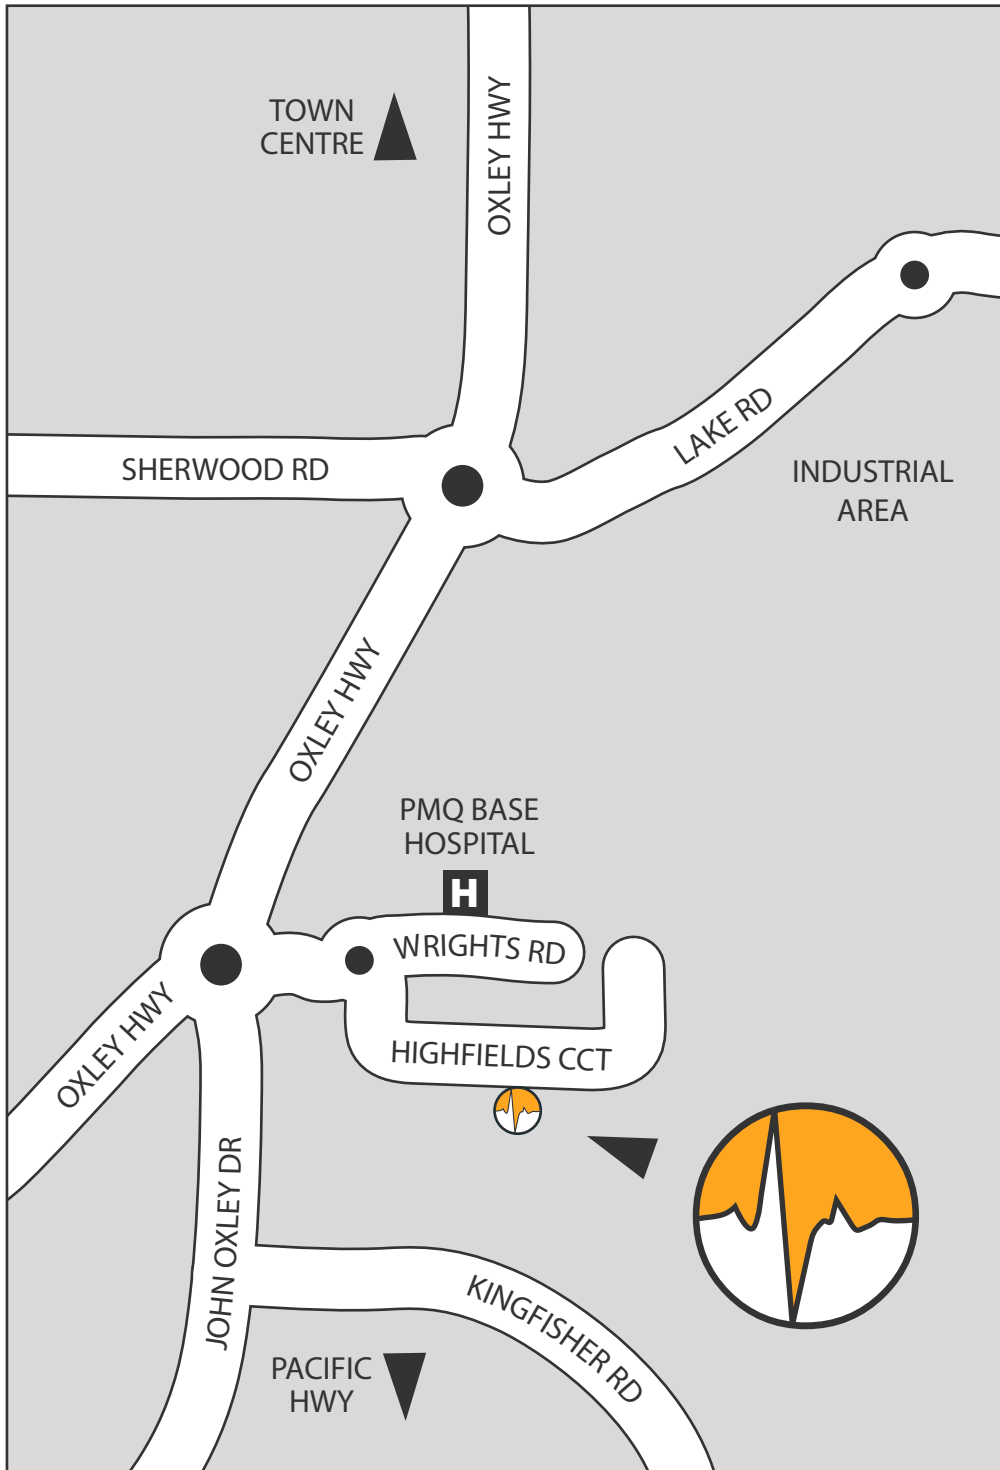 TOWN
CENTRE
OXLEY HWY
LAKE RD
SHERWOOD RD
INDUSTRIAL
AREA
OXLEY HWY
PMQ BASE
HOSPITAL
H
WRIGHTS RD
OXLEY HWY
HIGHFIELDS CCT
JOHN OXLEY DR
KINGFISHER RD
PACIFIC
HWY